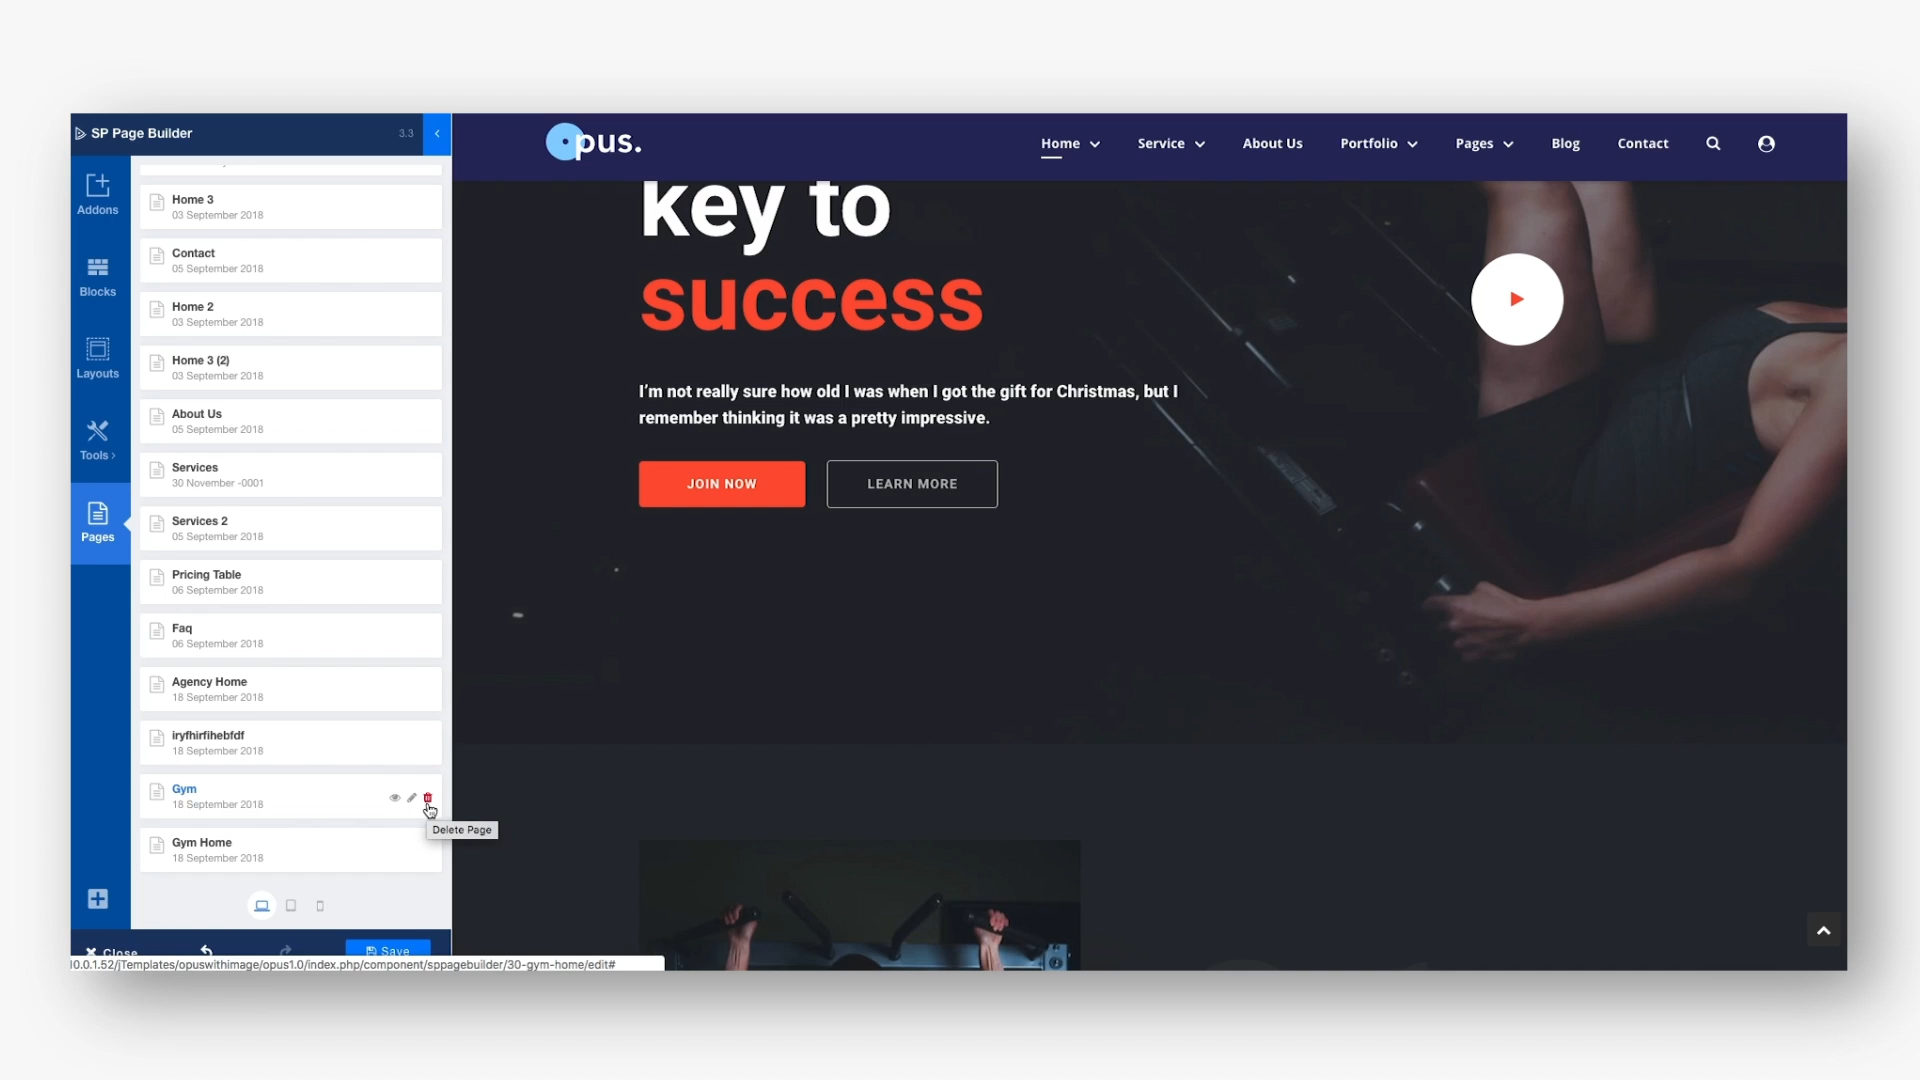 SP Page Builder
3.3
Addons
Blocks
Layouts
Tools ›
Pages
Home 3
03 September 2018
Contact
05 September 2018
Home 2
03 September 2018
Home 3 (2)
03 September 2018
About Us
05 September 2018
Services
30 November -0001
Services 2
05 September 2018
Pricing Table
06 September 2018
Faq
06 September 2018
Agency Home
18 September 2018
iryfhirfihebfdf
18 September 2018
Gym
18 September 2018
Delete Page
Gym Home
18 September 2018
Close
Save
10.0.1.52/jTemplates/opuswithimage/opus1.0/index.php/component/sppagebuilder/30-gym-home/edit#
Opus.
Home
Service
About Us
Portfolio
Pages
Blog
Contact
key to
success
I'm not really sure how old I was when I got the gift for Christmas, but I
remember thinking it was a pretty impressive.
JOIN NOW
LEARN MORE